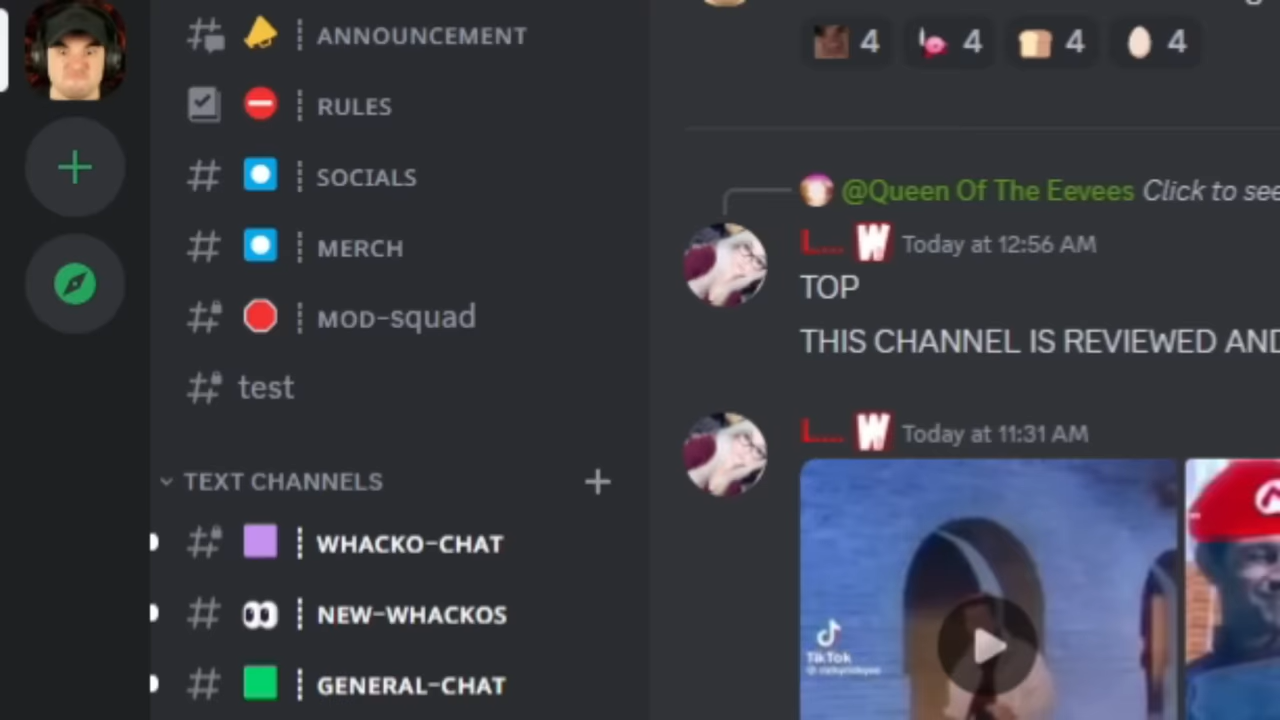 ANNOUNCEMENT
RULES
SOCIALS
MERCH
MOD-squad
test
TEXT CHANNELS
WHACKO-CHAT
NEW-WHACKOS
GENERAL-CHAT
4 4 4 4
@Queen Of The Eevees Click to see
L... W Today at 12:56 AM
TOP
THIS CHANNEL IS REVIEWED AND
L... W Today at 11:31 AM
TikTok